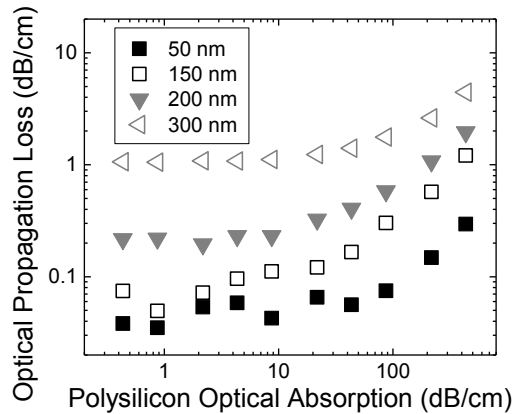 Optical Propagation Loss (dB/cm)
10
1
0.1
50 nm
150 nm
200 nm
300 nm
1
10
100
Polysilicon Optical Absorption (dB/cm)